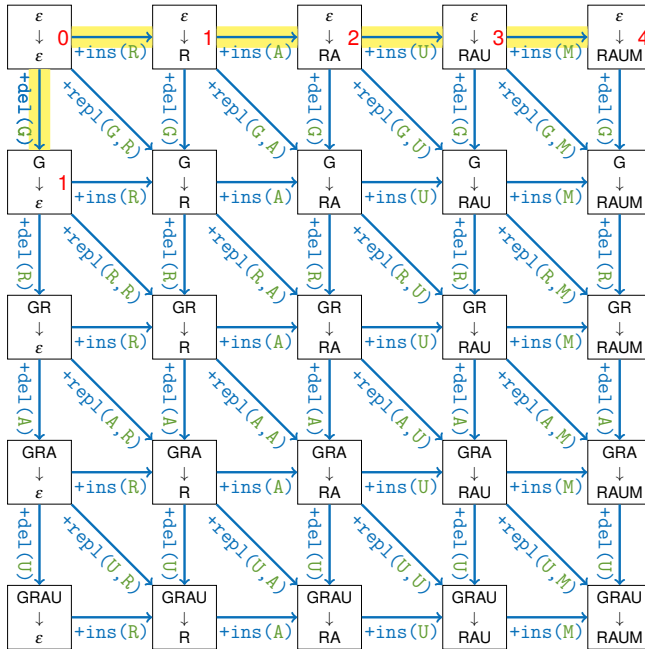 ε ε ε ε ε
↓ 0 ↓ 1 ↓ 2 ↓ 3 ↓ 4
ε +ins(R) R +ins(A) RA +ins(U) RAU +ins(M) RAUM
+del(G) +repl(G,R) +del(G) +repl(G,A) +del(G) +repl(G,U) +del(G) +repl(G,M) +del(G)
G G G G G
↓ 1 ↓ ↓ ↓ ↓
ε +ins(R) R +ins(A) RA +ins(U) RAU +ins(M) RAUM
+del(R) +repl(R,R) +del(R) +repl(R,A) +del(R) +repl(R,U) +del(R) +repl(R,M) +del(R)
GR GR GR GR GR
↓ ↓ ↓ ↓ ↓
ε +ins(R) R +ins(A) RA +ins(U) RAU +ins(M) RAUM
+del(A) +repl(A,R) +del(A) +repl(A,A) +del(A) +repl(A,U) +del(A) +repl(A,M) +del(A)
GRA GRA GRA GRA GRA
↓ ↓ ↓ ↓ ↓
ε +ins(R) R +ins(A) RA +ins(U) RAU +ins(M) RAUM
+del(U) +repl(U,R) +del(U) +repl(U,A) +del(U) +repl(U,U) +del(U) +repl(U,M) +del(U)
GRAU GRAU GRAU GRAU GRAU
↓ ↓ ↓ ↓ ↓
ε +ins(R) R +ins(A) RA +ins(U) RAU +ins(M) RAUM